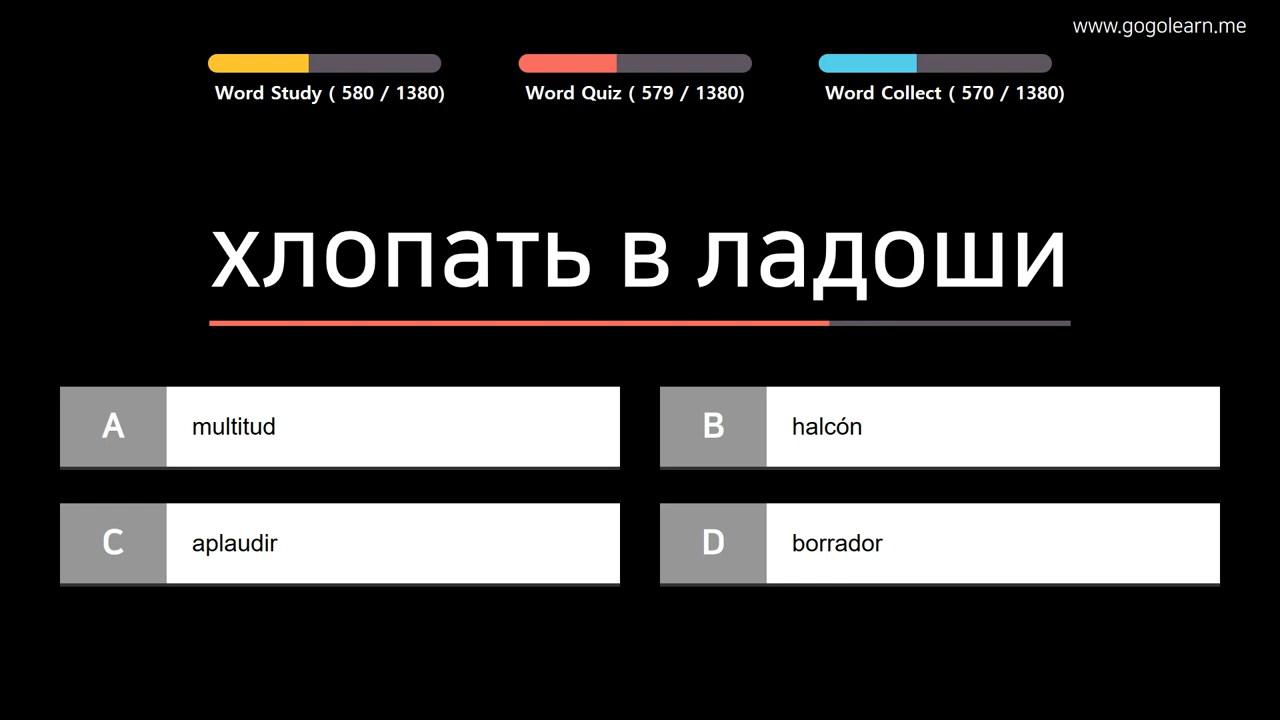 www.gogolearn.me
Word Study ( 580 / 1380)
Word Quiz ( 579 / 1380)
Word Collect ( 570 / 1380)
хлопать в ладоши
A multitud
B halcón
C aplaudir
D borrador